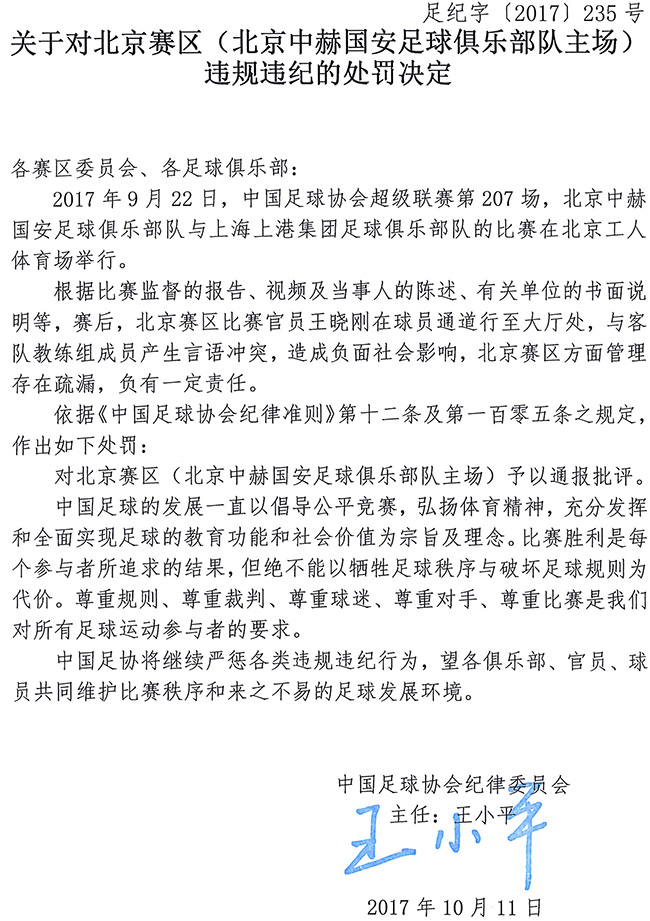 足纪字〔2017〕235 号
关于对北京赛区（北京中赫国安足球俱乐部队主场）
违规违纪的处罚决定
各赛区委员会、各足球俱乐部：
2017 年 9 月 22 日，中国足球协会超级联赛第 207 场，北京中赫
国安足球俱乐部队与上海上港集团足球俱乐部队的比赛在北京工人
体育场举行。
根据比赛监督的报告、视频及当事人的陈述、有关单位的书面说
明等，赛后，北京赛区比赛官员王晓刚在球员通道行至大厅处，与客
队教练组成员产生言语冲突，造成负面社会影响，北京赛区方面管理
存在疏漏，负有一定责任。
依据《中国足球协会纪律准则》第十二条及第一百零五条之规定，
作出如下处罚：
对北京赛区（北京中赫国安足球俱乐部队主场）予以通报批评。
中国足球的发展一直以倡导公平竞赛，弘扬体育精神，充分发挥
和全面实现足球的教育功能和社会价值为宗旨及理念。比赛胜利是每
个参与者所追求的结果，但绝不能以牺牲足球秩序与破坏足球规则为
代价。尊重规则、尊重裁判、尊重球迷、尊重对手、尊重比赛是我们
对所有足球运动参与者的要求。
中国足协将继续严惩各类违规违纪行为，望各俱乐部、官员、球
员共同维护比赛秩序和来之不易的足球发展环境。
中国足球协会纪律委员会
主任：王小平
王小平
2017 年 10 月 11 日